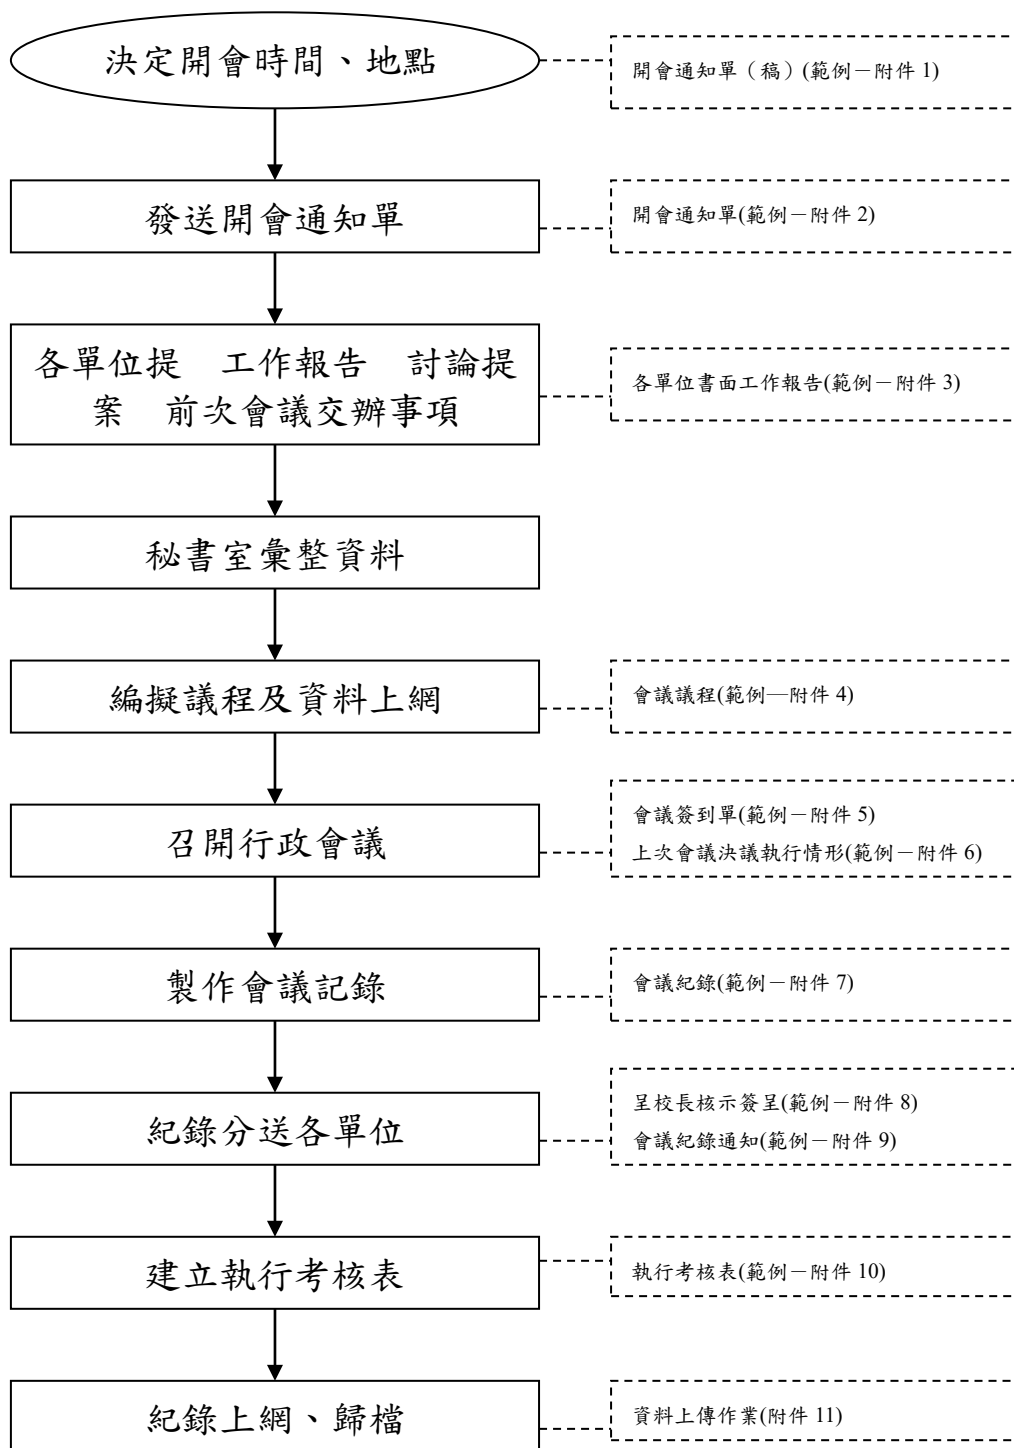 決定開會時間、地點
開會通知單（稿）(範例－附件 1)
發送開會通知單
開會通知單(範例－附件 2)
各單位提　工作報告　討論提
案　前次會議交辦事項
各單位書面工作報告(範例－附件 3)
秘書室彙整資料
編擬議程及資料上網
會議議程(範例—附件 4)
召開行政會議
會議簽到單(範例－附件 5)
上次會議決議執行情形(範例－附件 6)
製作會議記錄
會議紀錄(範例－附件 7)
紀錄分送各單位
呈校長核示簽呈(範例－附件 8)
會議紀錄通知(範例－附件 9)
建立執行考核表
執行考核表(範例－附件 10)
紀錄上網、歸檔
資料上傳作業(附件 11)